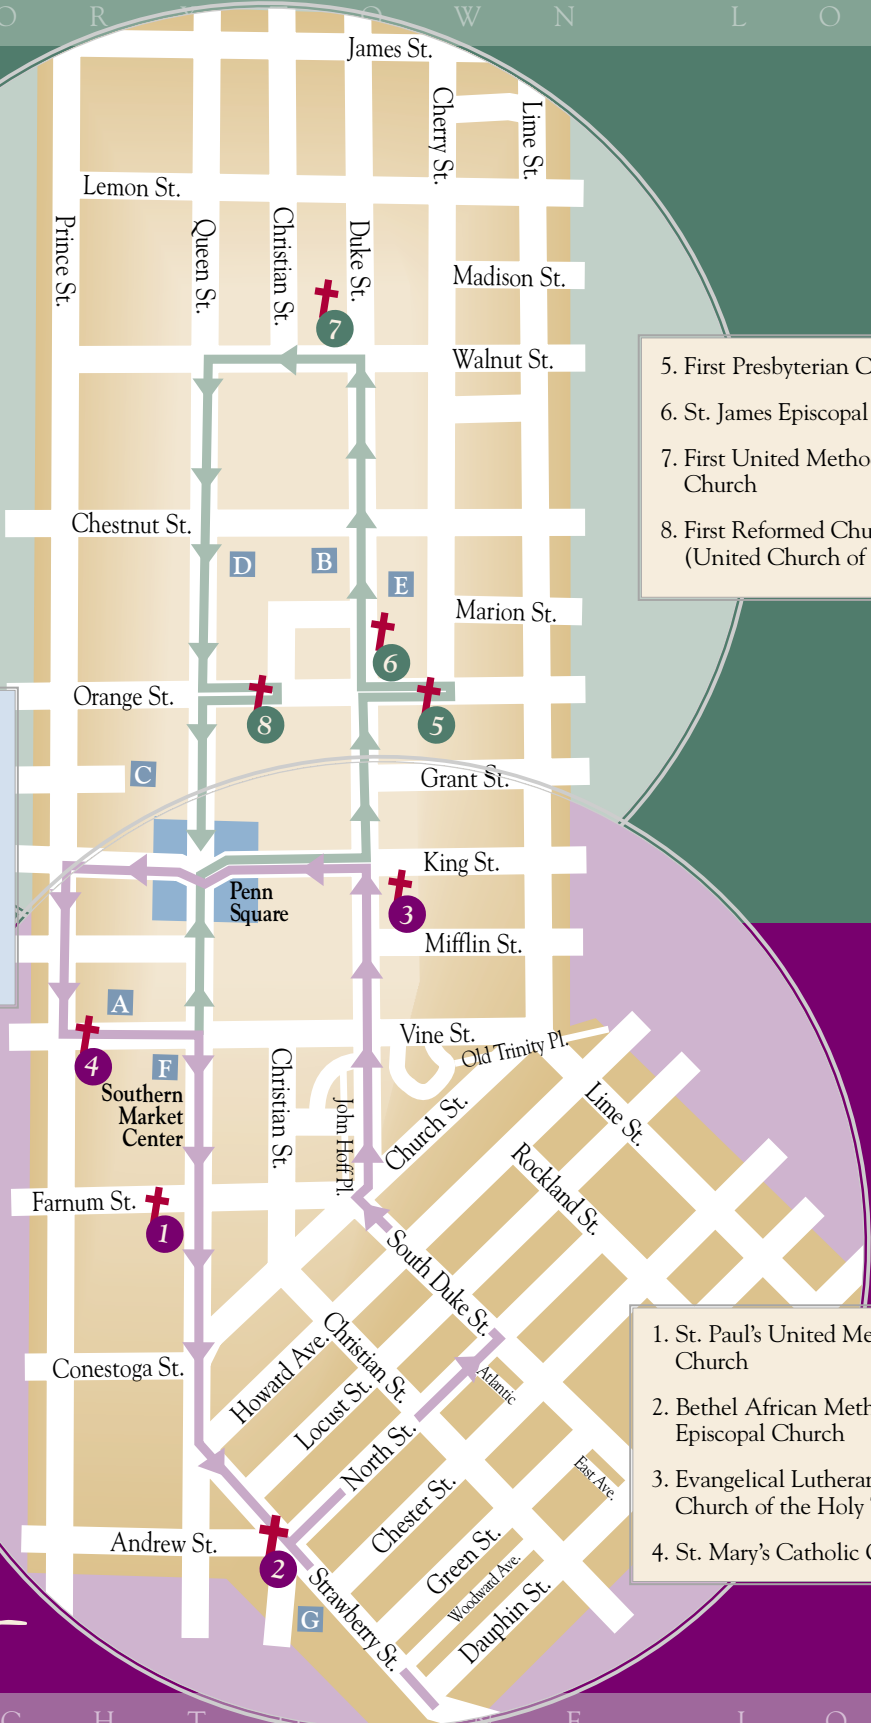 O R Y T O W N L O
James St.
Cherry St.
Lime St.
Lemon St.
Prince St.
Queen St.
Christian St.
Duke St.
Madison St.
7
Walnut St.
5. First Presbyterian C
6. St. James Episcopal
7. First United Metho
Church
8. First Reformed Chu
(United Church of
Chestnut St.
D
B
E
Marion St.
6
Orange St.
8
5
C
Grant St.
King St.
Penn
Square
3
Mifflin St.
A
Vine St.
Old Trinity Pl.
4
F
Southern
Market
Center
Christian St.
John Hoff Pl.
Church St.
Lime St.
Rockland St.
Farnum St.
1
South Duke St.
Conestoga St.
Howard Ave.
Christian St.
Locust St.
Atlantic
North St.
East Ave.
Chester St.
Green St.
Woodward Ave.
Dauphin St.
Andrew St.
2
Strawberry St.
G
1. St. Paul's United Me
Church
2. Bethel African Meth
Episcopal Church
3. Evangelical Lutheran
Church of the Holy T
4. St. Mary's Catholic C